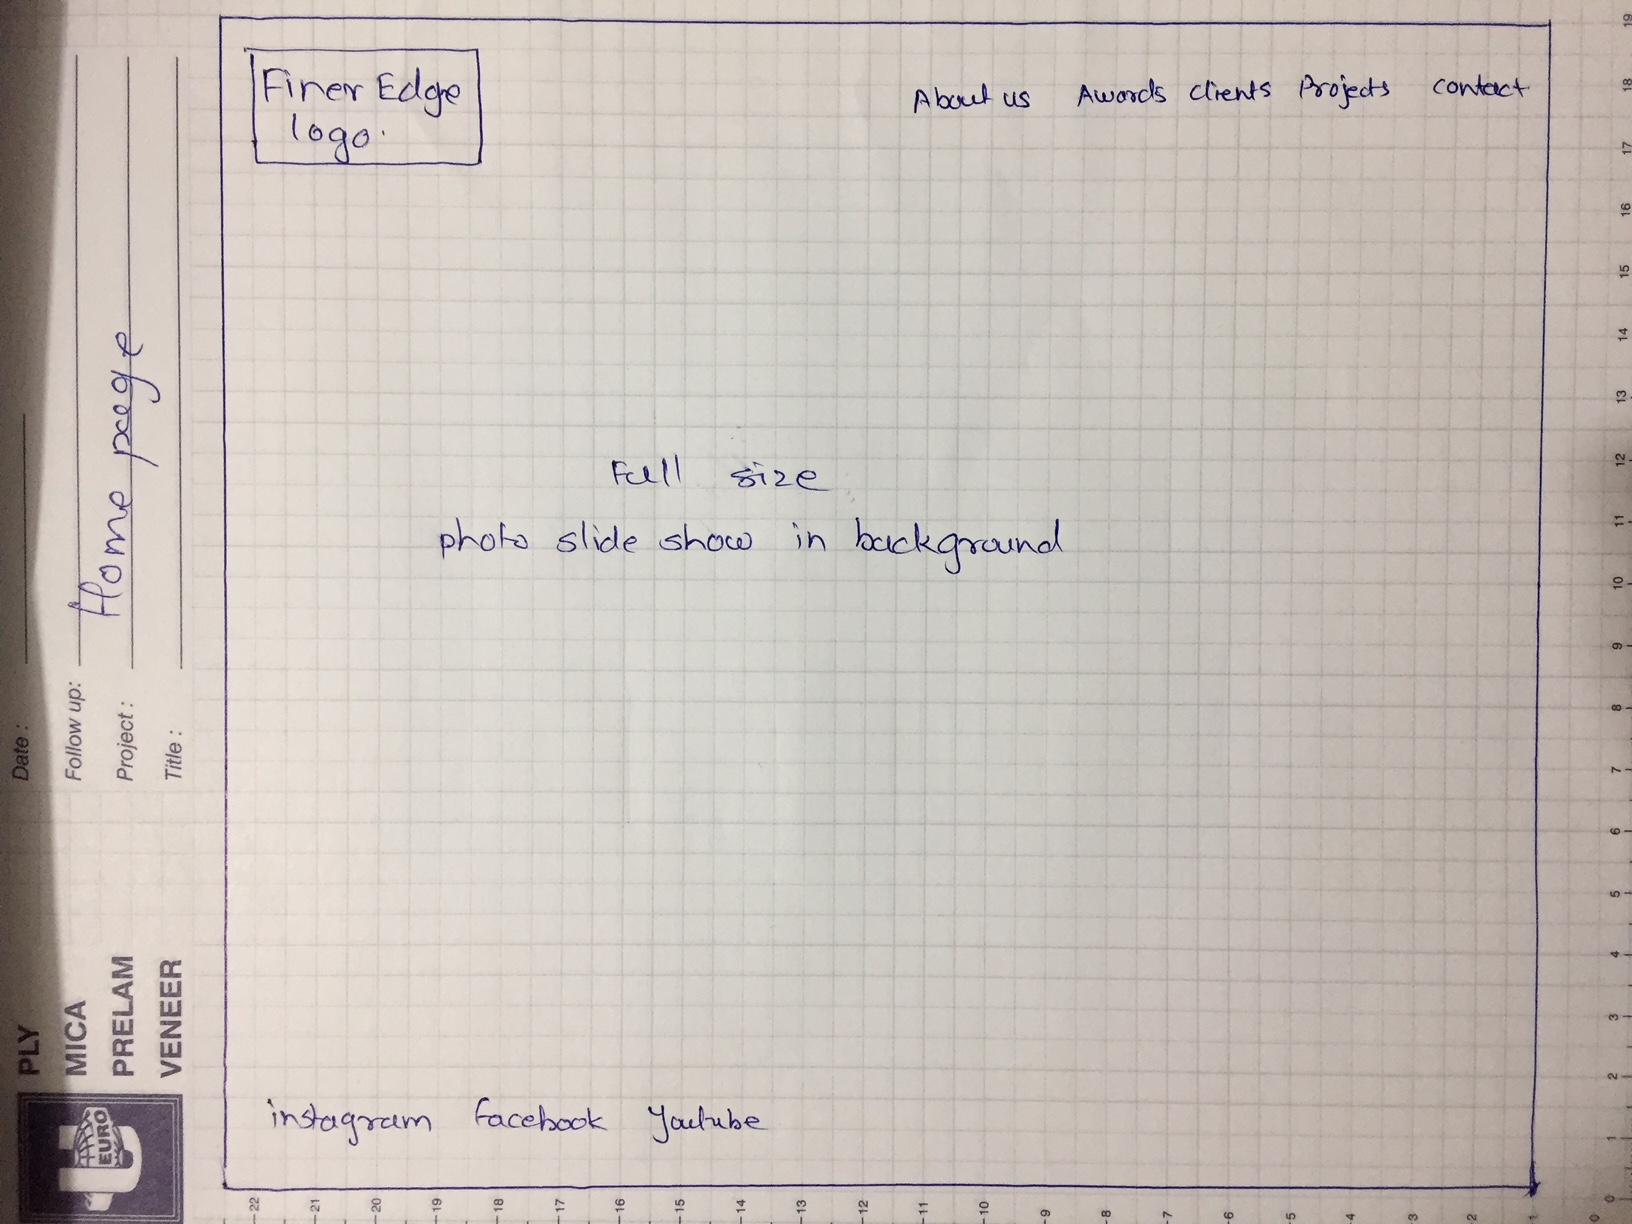 PLY
MICA
PRELAM
VENEER
EURO
Date :
Follow up:
Project : Home page
Title :
Finer Edge
logo.
About us Awards Clients Projects contact
Full size
photo slide show in background
instagram facebook youtube
22
21
20
19
18
17
16
15
14
13
12
11
10
9
8
7
6
5
4
3
2
1
0
0 1 2 3 4 5 6 7 8 9 10 11 12 13 14 15 16 17 18 19